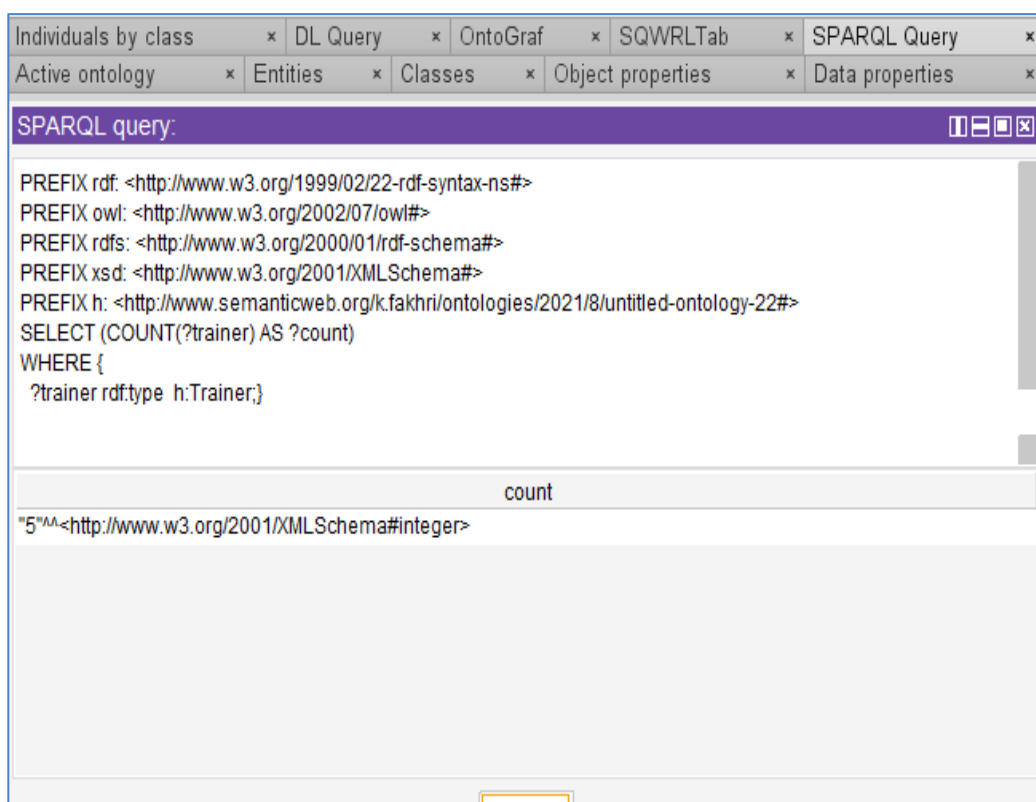 Individuals by class × DL Query × OntoGraf × SQWRLTab × SPARQL Query ×
Active ontology × Entities × Classes × Object properties × Data properties ×
SPARQL query:
PREFIX rdf: <http://www.w3.org/1999/02/22-rdf-syntax-ns#>
PREFIX owl: <http://www.w3.org/2002/07/owl#>
PREFIX rdfs: <http://www.w3.org/2000/01/rdf-schema#>
PREFIX xsd: <http://www.w3.org/2001/XMLSchema#>
PREFIX h: <http://www.semanticweb.org/k.fakhri/ontologies/2021/8/untitled-ontology-22#>
SELECT (COUNT(?trainer) AS ?count)
WHERE {
?trainer rdf:type h:Trainer;}
count
"5"^^<http://www.w3.org/2001/XMLSchema#integer>